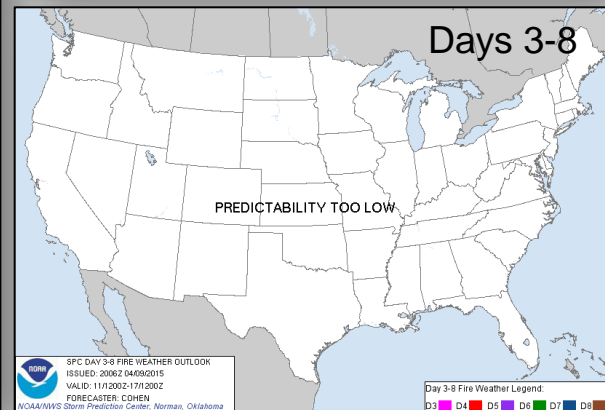 Days 3-8
PREDICTABILITY TOO LOW
NOAA
SPC DAY 3-8 FIRE WEATHER OUTLOOK
ISSUED: 2006Z 04/09/2015
VALID: 11/1200Z-17/1200Z
FORECASTER: COHEN
NOAA/NWS Storm Prediction Center, Norman, Oklahoma
Day 3-8 Fire Weather Legend:
D3 D4 D5 D6 D7 D8